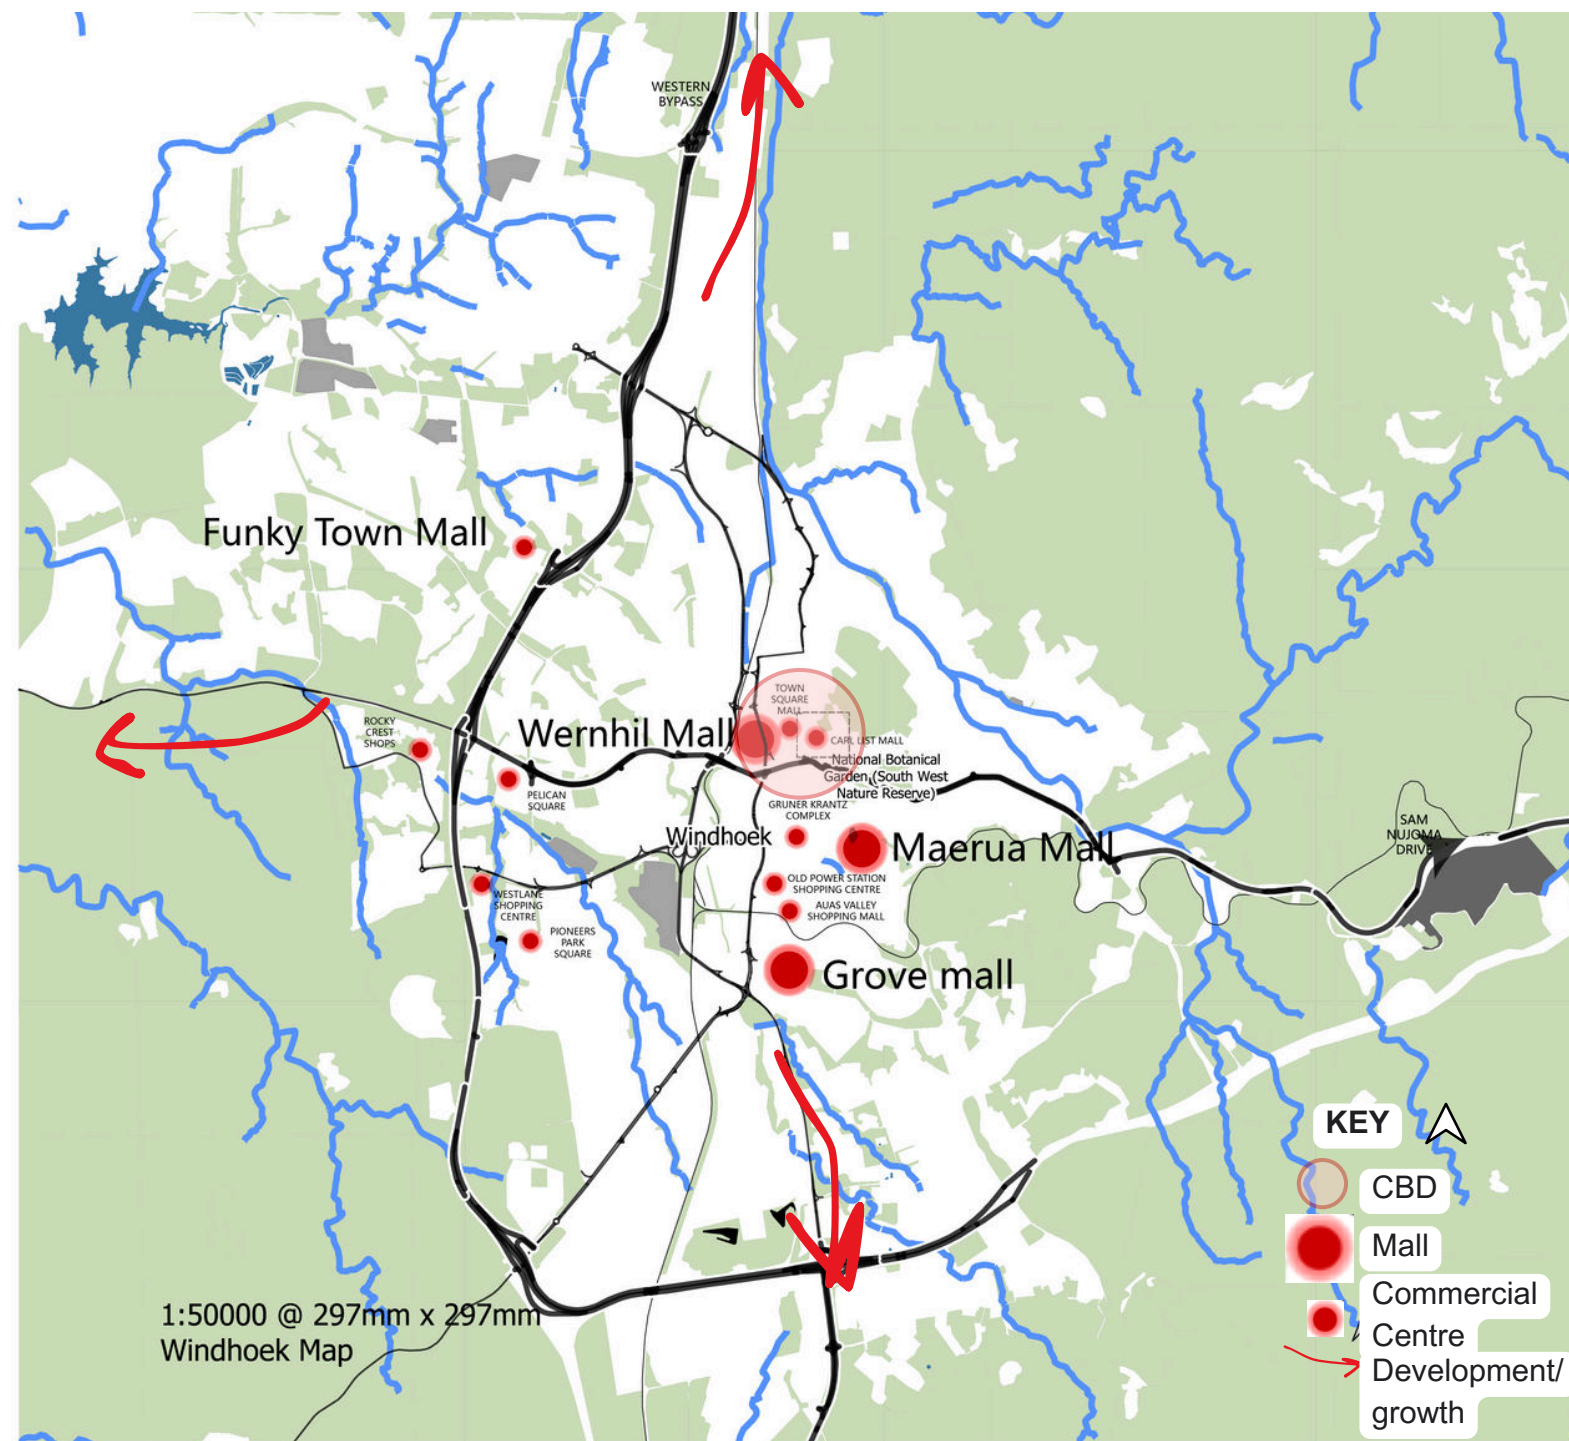 WESTERN
BYPASS
Funky Town Mall
TOWN
SQUARE
MALL
Wernhil Mall
CARL LIST MALL
ROCKY
CREST
SHOPS
National Botanical
Garden (South West
Nature Reserve)
PELICAN
SQUARE
GRUNER KRANTZ
COMPLEX
Windhoek
Maerua Mall
SAM
NUJOMA
DRIVE
OLD POWER STATION
SHOPPING CENTRE
WESTLANE
SHOPPING
CENTRE
AUAS VALLEY
SHOPPING MALL
PIONEERS
PARK
SQUARE
Grove mall
KEY
CBD
Mall
Commercial
Centre
Development/
growth
1:50000 @ 297mm x 297mm
Windhoek Map